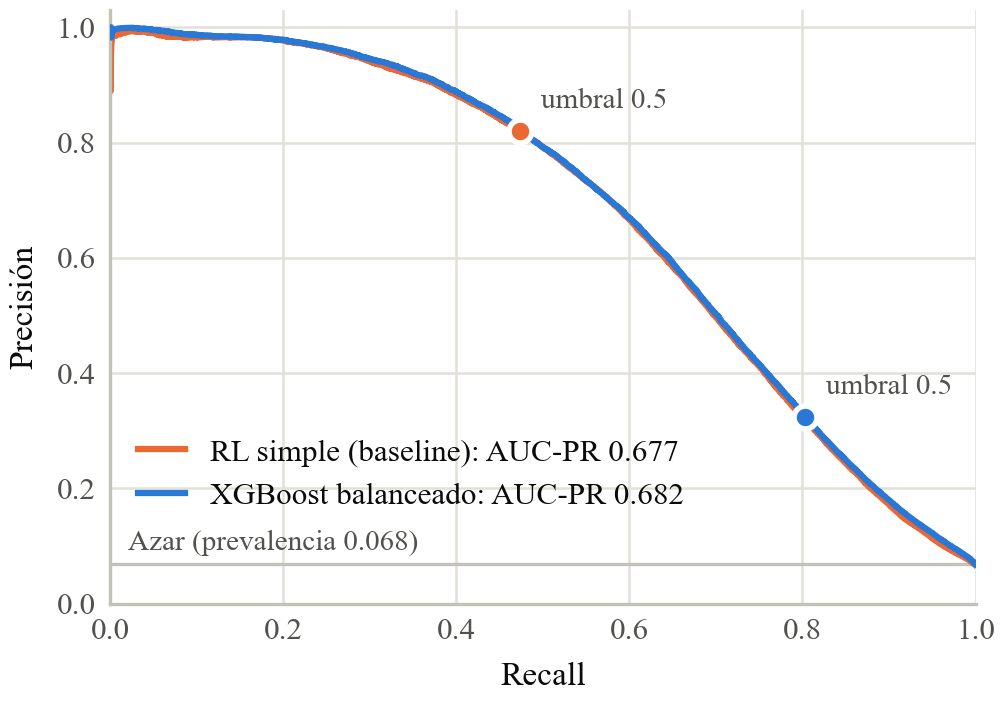 1.0
0.8
0.6
0.4
0.2
0.0
Precisión
umbral 0.5
umbral 0.5
RL simple (baseline): AUC-PR 0.677
XGBoost balanceado: AUC-PR 0.682
Azar (prevalencia 0.068)
0.0 0.2 0.4 0.6 0.8 1.0
Recall